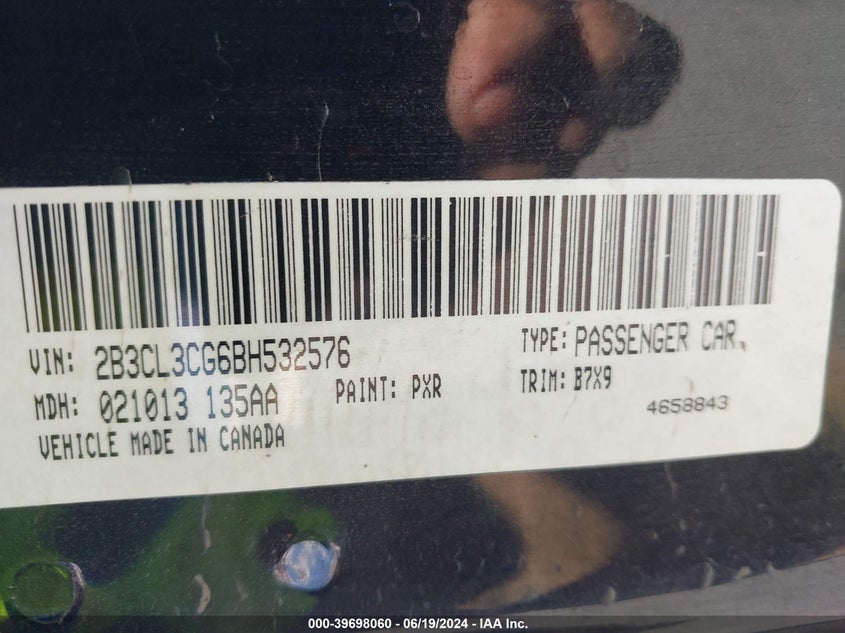 VIN: 2B3CL3CG6BH532576 TYPE: PASSENGER CAR
MDH: 021013 135AA PAINT: PXR TRIM: B7X9
VEHICLE MADE IN CANADA 4658843
000-39698060 - 06/19/2024 - IAA Inc.